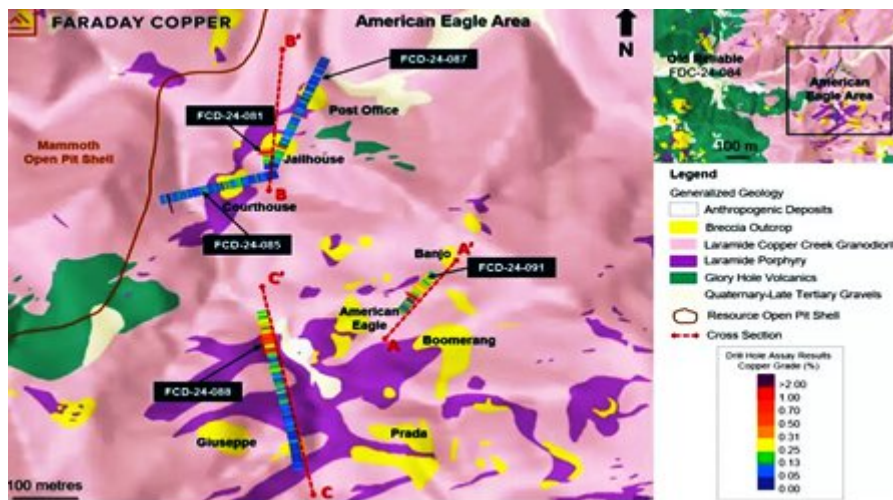 FARADAY COPPER
American Eagle Area
N
B'
FCD-24-087
FCD-24-081
Post Office
Mammoth
Open Pit Shell
Jailhouse
B
Courthouse
FCD-24-085
C'
Banjo
A'
FCD-24-091
American
Eagle
A
Boomerang
FCD-24-088
Giuseppe
Prada
C
100 metres
Old Reliable
FDC-24-084
American
Eagle Area
100 m
Legend
Generalized Geology
Anthropogenic Deposits
Breccia Outcrop
Laramide Copper Creek Granodiori
Laramide Porphyry
Glory Hole Volcanics
Quaternary-Late Tertiary Gravels
Resource Open Pit Shell
Cross Section
Drill Hole Assay Results
Copper Grade (%)
>2.00
1.00
0.70
0.50
0.31
0.25
0.13
0.05
0.00